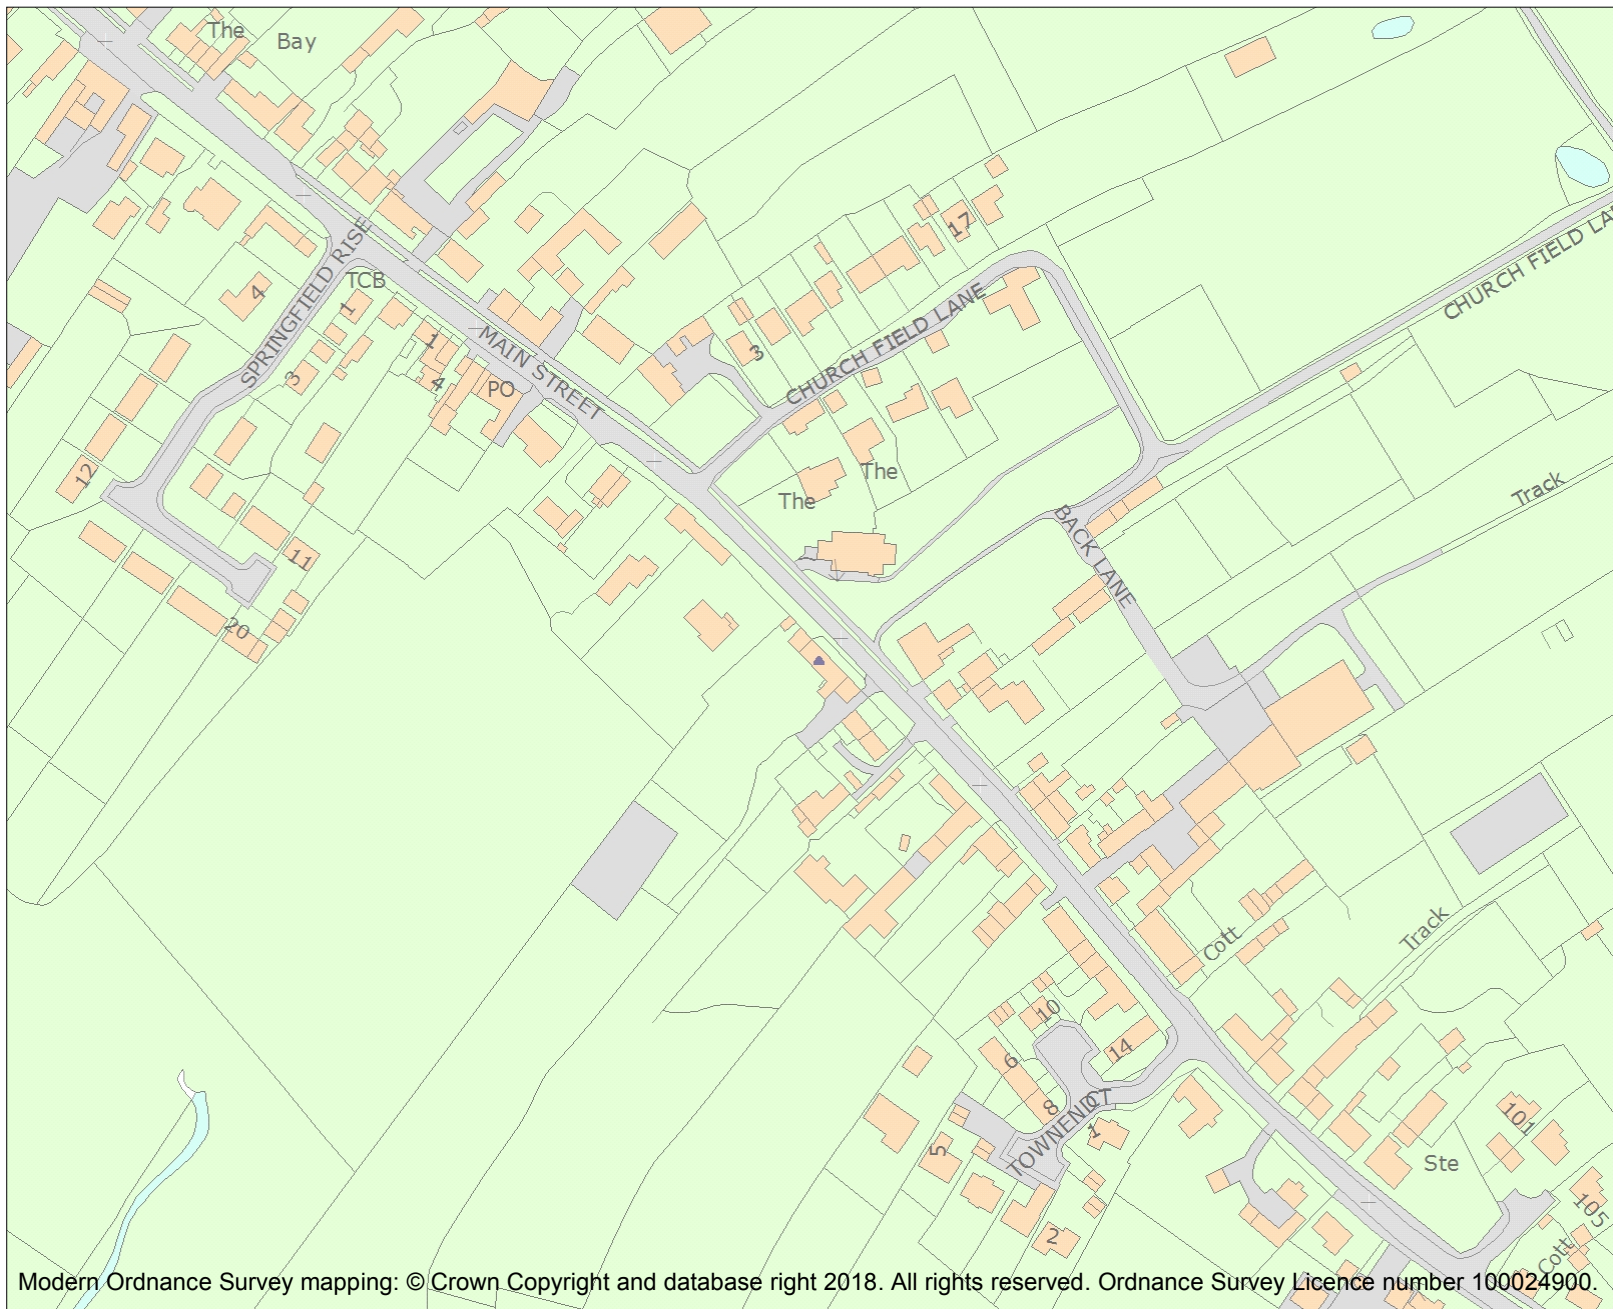 The
Bay
SPRINGFIELD RISE
TCB
4
1
3
1
4
PO
MAIN STREET
17
3
CHURCH FIELD LANE
CHURCH FIELD LA
12
11
20
The
The
BACK LANE
Track
Track
Cott
10
6
14
8
TOWNEND CT
1
5
2
101
Ste
105
Cott
Modern Ordnance Survey mapping: © Crown Copyright and database right 2018. All rights reserved. Ordnance Survey Licence number 100024900.